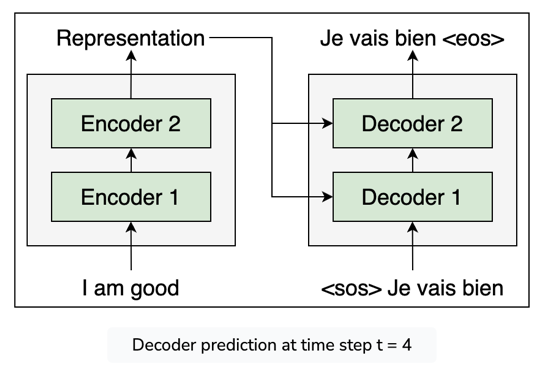 Representation
Je vais bien <eos>
Encoder 2
Decoder 2
Encoder 1
Decoder 1
I am good
<sos> Je vais bien
Decoder prediction at time step t = 4